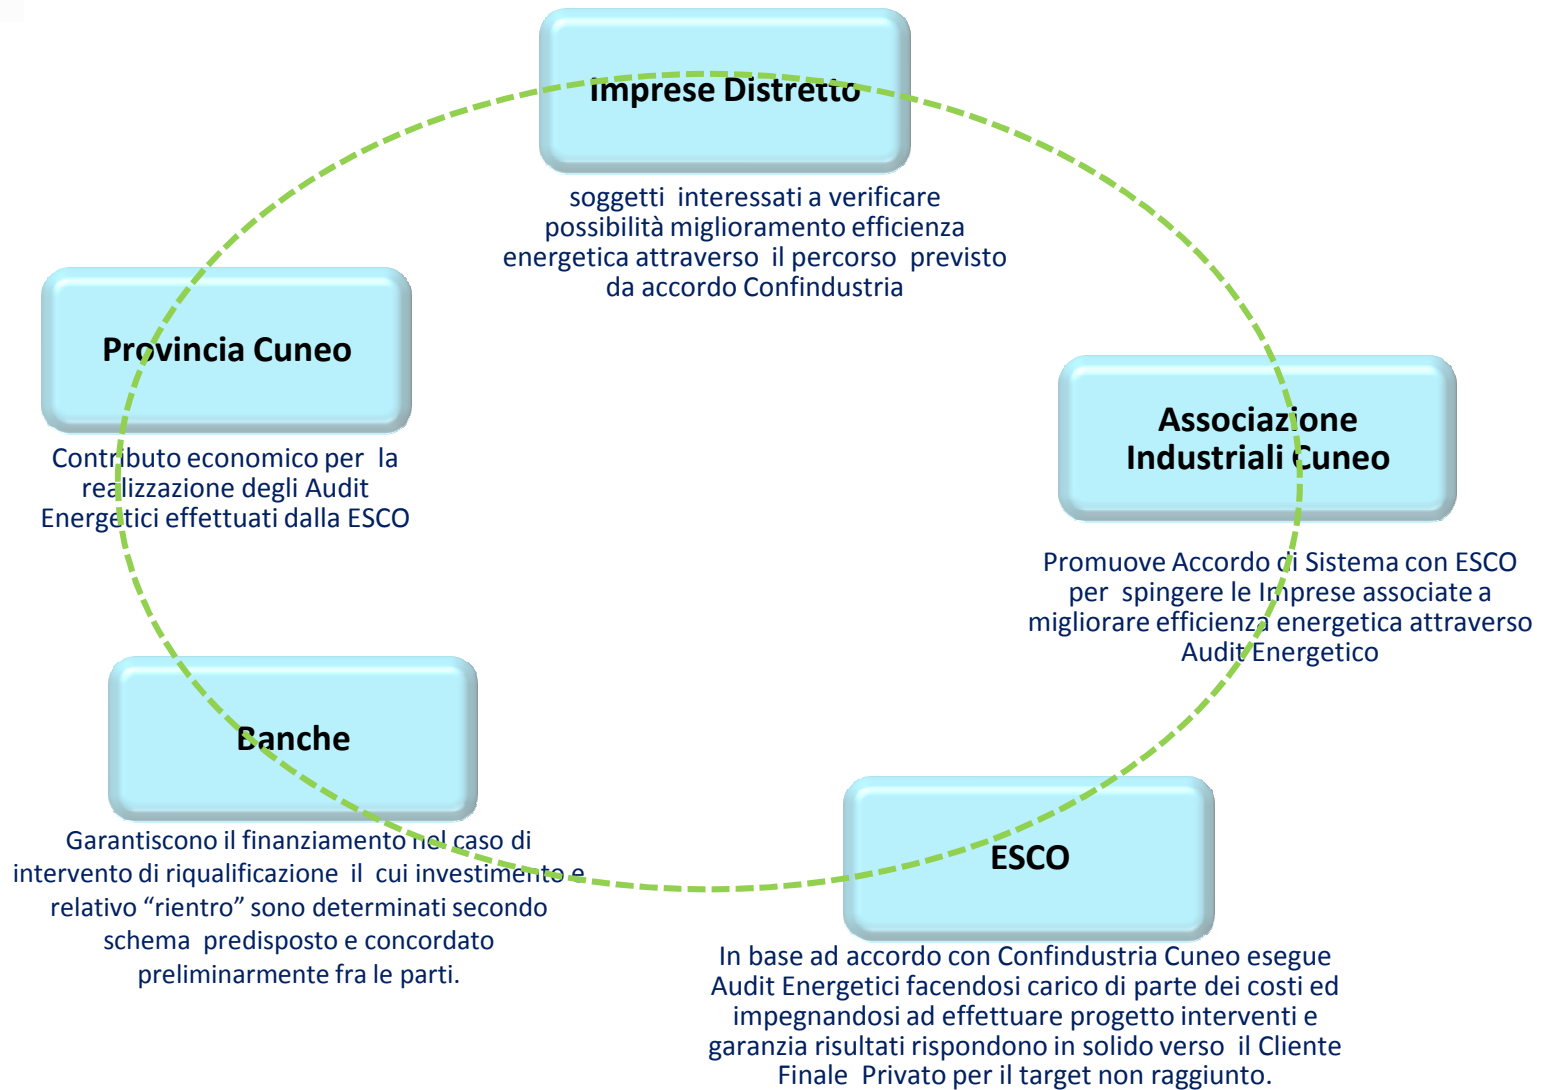 Imprese Distretto
soggetti interessati a verificare
possibilità miglioramento efficienza
energetica attraverso il percorso previsto
da accordo Confindustria
Provincia Cuneo
Contributo economico per la
realizzazione degli Audit
Energetici effettuati dalla ESCO
Associazione
Industriali Cuneo
Promuove Accordo di Sistema con ESCO
per spingere le Imprese associate a
migliorare efficienza energetica attraverso
Audit Energetico
Banche
Garantiscono il finanziamento nel caso di
intervento di riqualificazione il cui investimento e
relativo “rientro” sono determinati secondo
schema predisposto e concordato
preliminarmente fra le parti.
ESCO
In base ad accordo con Confindustria Cuneo esegue
Audit Energetici facendosi carico di parte dei costi ed
impegnandosi ad effettuare progetto interventi e
garanzia risultati rispondono in solido verso il Cliente
Finale Privato per il target non raggiunto.